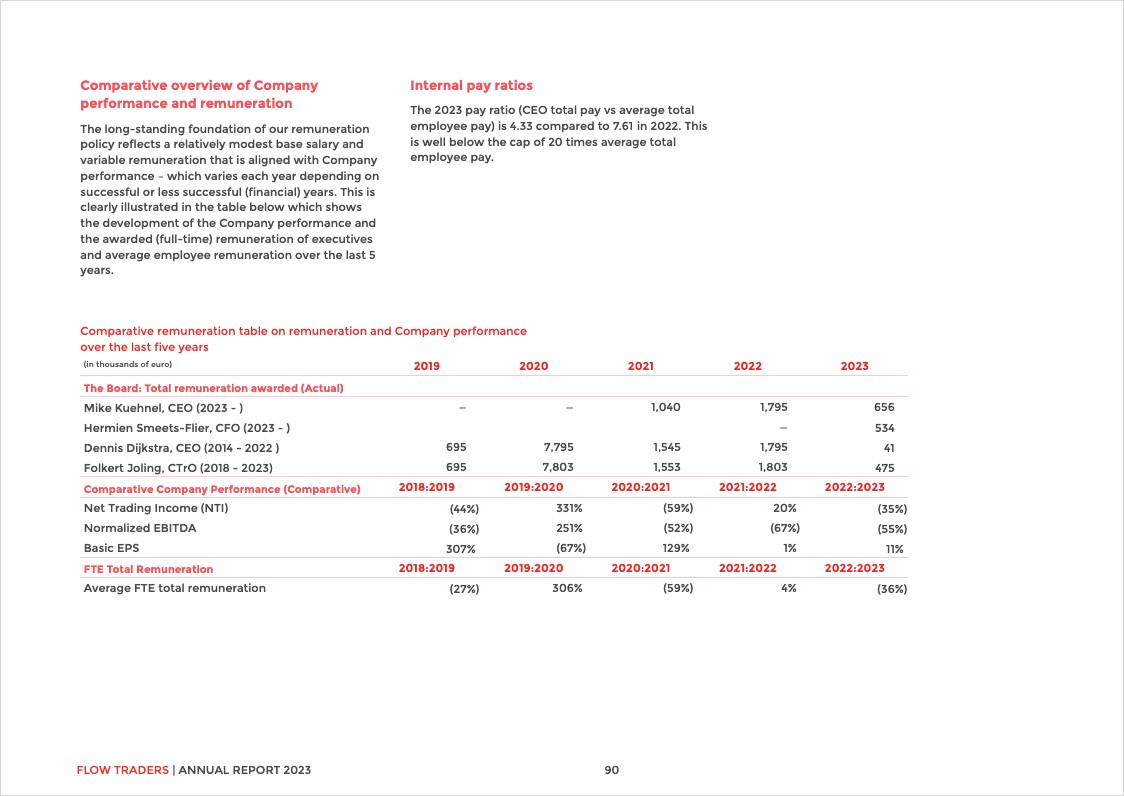 Comparative overview of Company
performance and remuneration
The long-standing foundation of our remuneration
policy reflects a relatively modest base salary and
variable remuneration that is aligned with Company
performance – which varies each year depending on
successful or less successful (financial) years. This is
clearly illustrated in the table below which shows
the development of the Company performance and
the awarded (full-time) remuneration of executives
and average employee remuneration over the last 5
years.
Internal pay ratios
The 2023 pay ratio (CEO total pay vs average total
employee pay) is 4.33 compared to 7.61 in 2022. This
is well below the cap of 20 times average total
employee pay.
Comparative remuneration table on remuneration and Company performance
over the last five years
(in thousands of euro) 2019 2020 2021 2022 2023
The Board: Total remuneration awarded (Actual)
Mike Kuehnel, CEO (2023 - ) – – 1,040 1,795 656
Hermien Smeets-Flier, CFO (2023 - ) – 534
Dennis Dijkstra, CEO (2014 - 2022 ) 695 7,795 1,545 1,795 41
Folkert Joling, CTrO (2018 - 2023) 695 7,803 1,553 1,803 475
Comparative Company Performance (Comparative) 2018:2019 2019:2020 2020:2021 2021:2022 2022:2023
Net Trading Income (NTI) (44%) 331% (59%) 20% (35%)
Normalized EBITDA (36%) 251% (52%) (67%) (55%)
Basic EPS 307% (67%) 129% 1% 11%
FTE Total Remuneration 2018:2019 2019:2020 2020:2021 2021:2022 2022:2023
Average FTE total remuneration (27%) 306% (59%) 4% (36%)
FLOW TRADERS | ANNUAL REPORT 2023 90